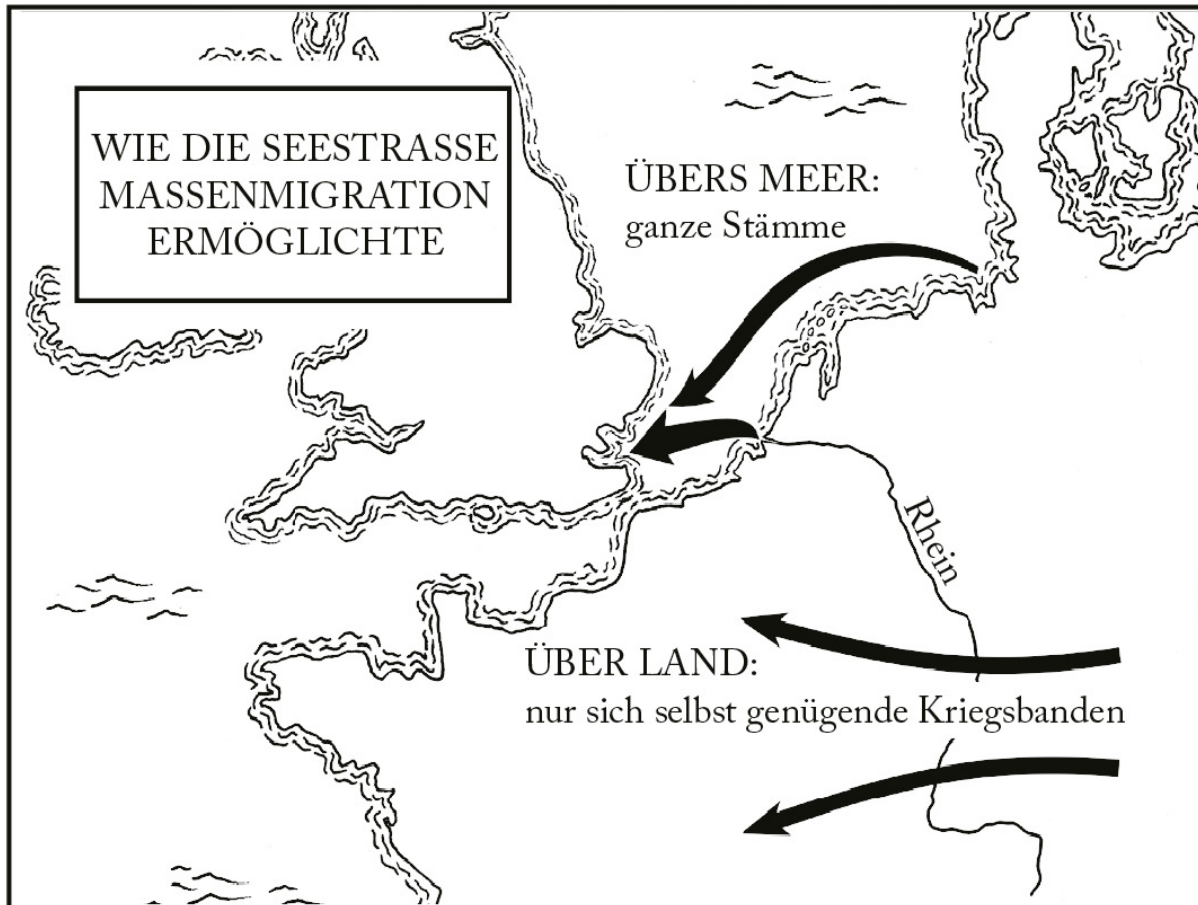 WIE DIE SEESTRASSE
MASSENMIGRATION
ERMÖGLICHTE
ÜBERS MEER:
ganze Stämme
Rhein
ÜBER LAND:
nur sich selbst genügende Kriegsbanden